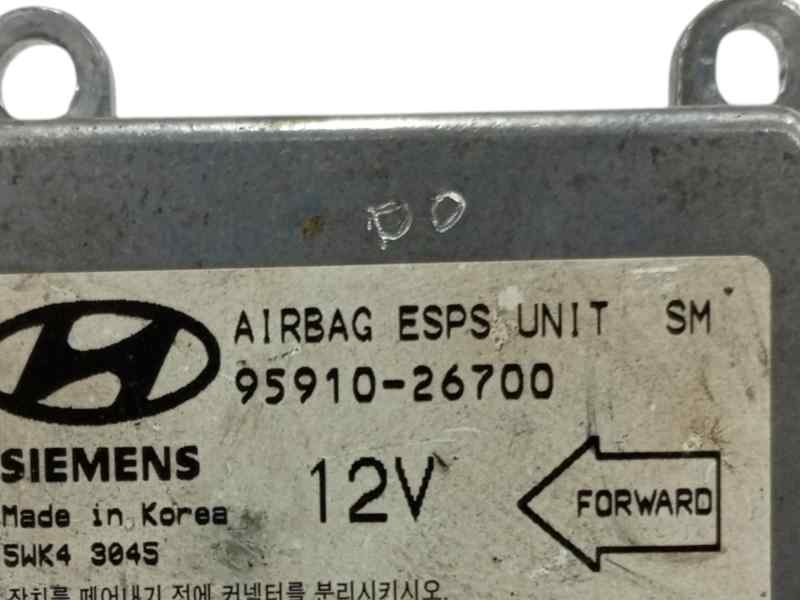 AIRBAG ESPS UNIT SM
95910-26700
SIEMENS
12V
FORWARD
Made in Korea
5WK4 3045
장치를 떼어내기 전에 커넥터를 분리시키시오.